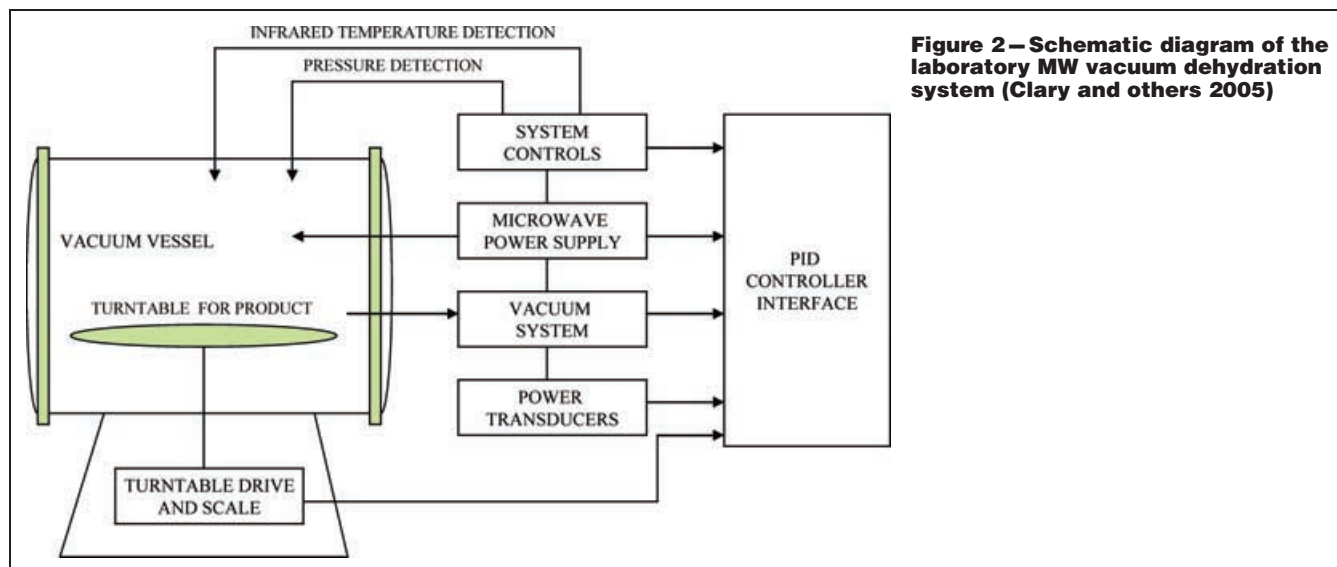 INFRARED TEMPERATURE DETECTION
PRESSURE DETECTION
SYSTEM
CONTROLS
MICROWAVE
POWER SUPPLY
VACUUM VESSEL
PID
CONTROLLER
INTERFACE
TURNTABLE FOR PRODUCT
VACUUM
SYSTEM
POWER
TRANSDUCERS
TURNTABLE DRIVE
AND SCALE
Figure 2—Schematic diagram of the
laboratory MW vacuum dehydration
system (Clary and others 2005)